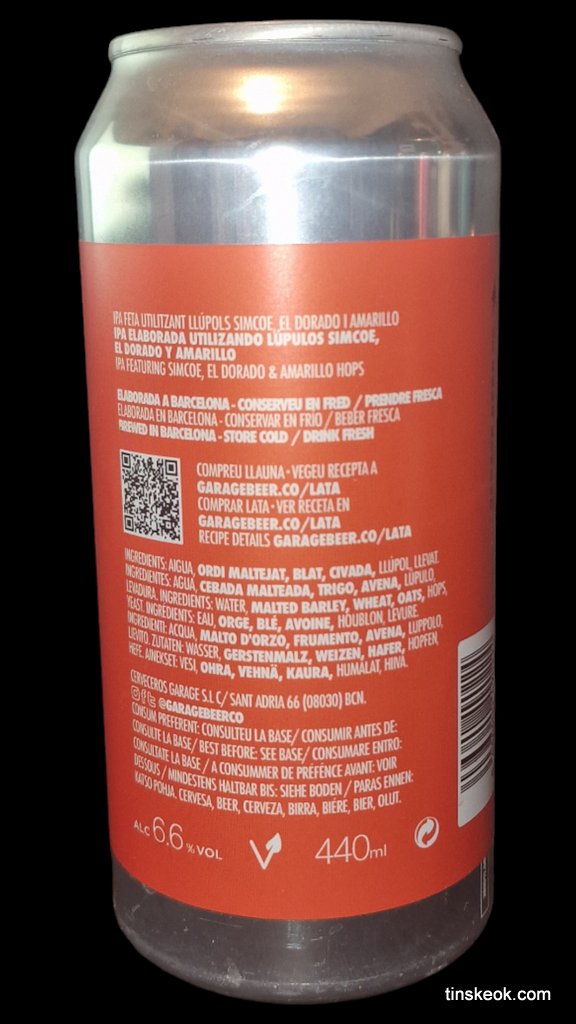 IPA FETA UTILITZANT LLÚPOLS SIMCOE, EL DORADO I AMARILLO
IPA ELABORADA UTILIZANDO LÚPULOS SIMCOE,
EL DORADO Y AMARILLO
IPA FEATURING SIMCOE, EL DORADO & AMARILLO HOPS
ELABORADA A BARCELONA - CONSERVEU EN FRED / PRENDRE FRESCA
ELABORADA EN BARCELONA - CONSERVAR EN FRIO / BEBER FRESCA
BREWED IN BARCELONA - STORE COLD / DRINK FRESH
COMPREU LLAUNA · VEGEU RECEPTA A
GARAGEBEER.CO/LATA
COMPRAR LATA · VER RECETA EN
GARAGEBEER.CO/LATA
RECIPE DETAILS GARAGEBEER.CO/LATA
INGREDIENTS: AIGUA, ORDI MALTEJAT, BLAT, CIVADA, LLÚPOL, LLEVAT.
INGREDIENTES: AGUA, CEBADA MALTEADA, TRIGO, AVENA, LÚPULO,
LEVADURA. INGREDIENTS: WATER, MALTED BARLEY, WHEAT, OATS, HOPS,
YEAST. INGREDIENTS: EAU, ORGE, BLÉ, AVOINE, HOUBLON, LEVURE.
INGREDIENTI: ACQUA, MALTO D'ORZO, FRUMENTO, AVENA, LUPPOLO,
LIEVITO. ZUTATEN: WASSER, GERSTENMALZ, WEIZEN, HAFER, HOPFEN,
HEFE. AINEKSET: VESI, OHRA, VEHNÄ, KAURA, HUMALAT, HIIVA.
CERVECEROS GARAGE S.L C/ SANT ADRIA 66 (08030) BCN.
@GARAGEBEERCO
CONSUM PREFERENT: CONSULTEU LA BASE/ CONSUMIR ANTES DE:
CONSULTE LA BASE/ BEST BEFORE: SEE BASE/ CONSUMARE ENTRO:
CONSULTATE LA BASE / A CONSUMMER DE PRÉFÉNCE AVANT: VOIR
DESSOUS / MINDESTENS HALTBAR BIS: SIEHE BODEN / PARAS ENNEN:
KATSO POHJA. CERVESA, BEER, CERVEZA, BIRRA, BIÉRE, BIER, OLUT.
ALC 6,6 % VOL 440ml
tinskeok.com